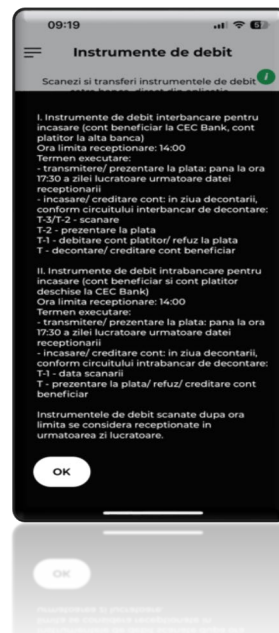 09:19
Instrumente de debit
Scanezi si transferi instrumentele de debit
I. Instrumente de debit interbancare pentru
incasare (cont beneficiar la CEC Bank, cont
platitor la alta banca)
Ora limita receptionare: 14:00
Termen executare:
- transmitere/ prezentare la plata: pana la ora
17:30 a zilei lucratoare urmatoare datei
receptionarii
- incasare/ creditare cont: in ziua decontarii,
conform circuitului interbancar de decontare:
T-3/T-2 - scanare
T-2 - prezentare la plata
T-1 - debitare cont platitor/ refuz la plata
T - decontare/ creditare cont beneficiar
II. Instrumente de debit intrabancare pentru
incasare (cont beneficiar si cont platitor
deschise la CEC Bank)
Ora limita receptionare: 14:00
Termen executare:
- transmitere/ prezentare la plata: pana la ora
17:30 a zilei lucratoare urmatoare datei
receptionarii
- incasare/ creditare cont: in ziua decontarii,
conform circuitului intrabancar de decontare:
T-1 - data scanarii
T - prezentare la plata/ refuz/ creditare cont
beneficiar
Instrumentele de debit scanate dupa ora
limita se considera receptionate in
urmatoarea zi lucratoare.
OK